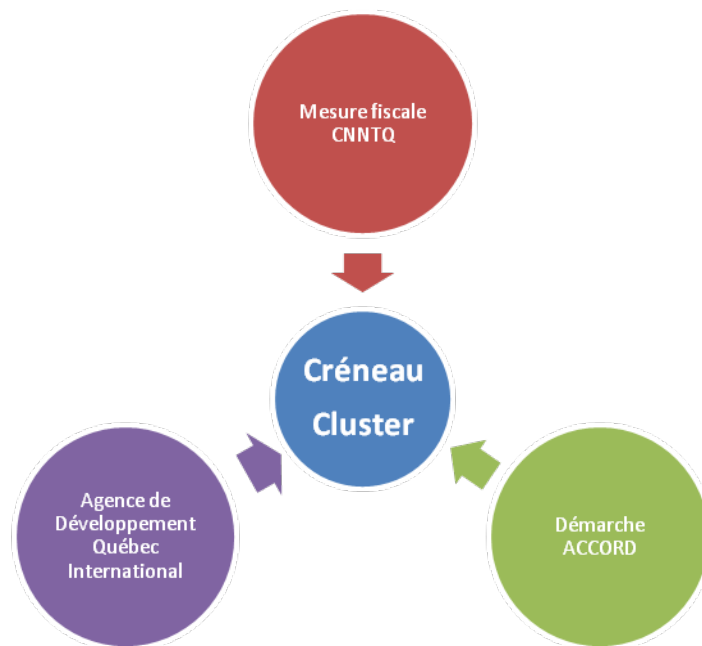 Mesure fiscale
CNNTQ
Créneau
Cluster
Agence de
Développement
Québec
International
Démarche
ACCORD